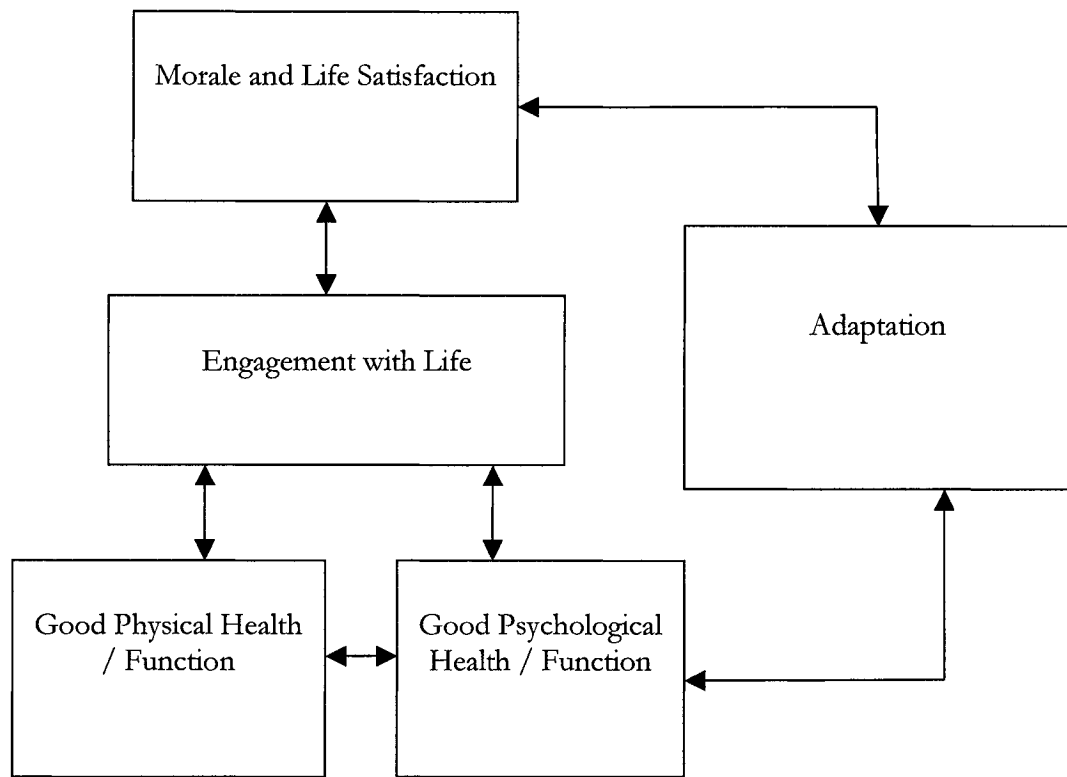 Morale and Life Satisfaction
Adaptation
Engagement with Life
Good Physical Health
/ Function
Good Psychological
Health / Function